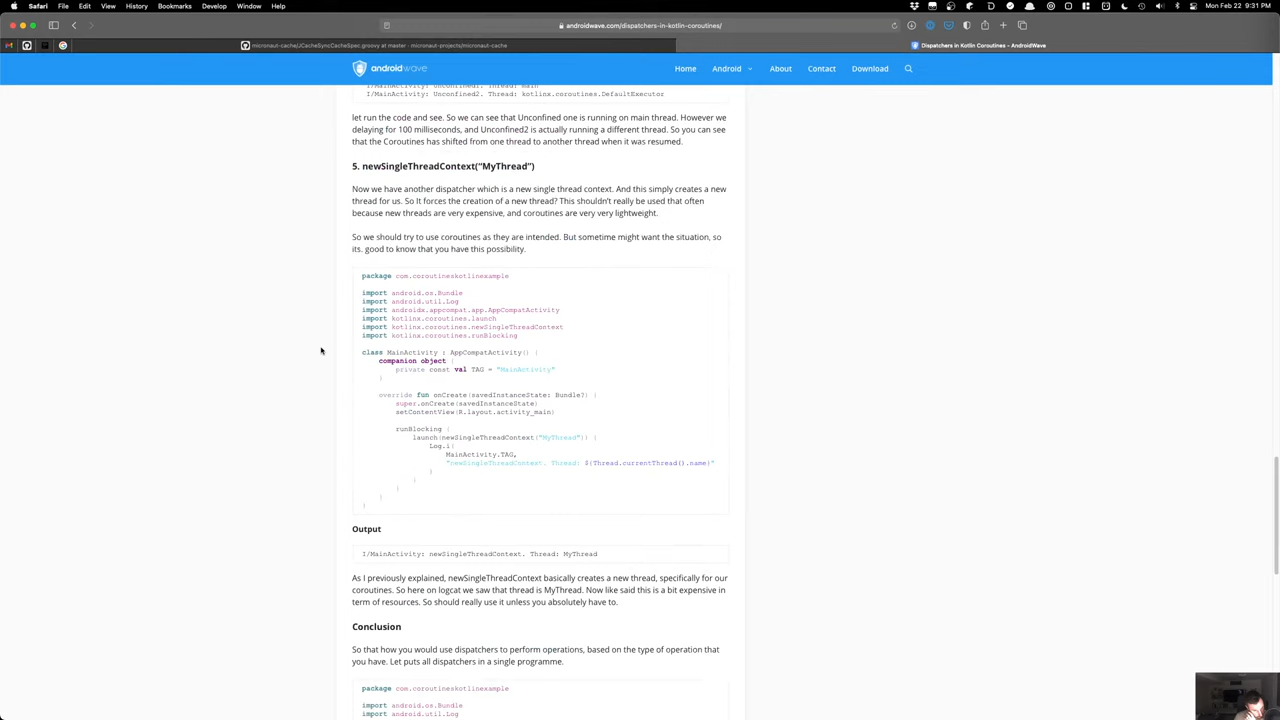 Safari File Edit View History Bookmarks Develop Window Help Mon Feb 22 9:31 PM
androidwave.com/dispatchers-in-kotlin-coroutines/
micronaut-cache/JCacheSyncCacheSpec.groovy at master · micronaut-projects/micronaut-cache Dispatchers in Kotlin Coroutines - AndroidWave
androidwave Home Android About Contact Download
I/MainActivity: Unconfined1. Thread: main
I/MainActivity: Unconfined2. Thread: kotlinx.coroutines.DefaultExecutor
let run the code and see. So we can see that Unconfined one is running on main thread. However we
delaying for 100 milliseconds, and Unconfined2 is actually running a different thread. So you can see
that the Coroutines has shifted from one thread to another thread when it was resumed.
5. newSingleThreadContext(“MyThread”)
Now we have another dispatcher which is a new single thread context. And this simply creates a new
thread for us. So It forces the creation of a new thread? This shouldn’t really be used that often
because new threads are very expensive, and coroutines are very very lightweight.
So we should try to use coroutines as they are intended. But sometime might want the situation, so
its. good to know that you have this possibility.
package com.coroutineskotlinexample
import android.os.Bundle
import android.util.Log
import androidx.appcompat.app.AppCompatActivity
import kotlinx.coroutines.launch
import kotlinx.coroutines.newSingleThreadContext
import kotlinx.coroutines.runBlocking
class MainActivity : AppCompatActivity() {
companion object {
private const val TAG = "MainActivity"
}
override fun onCreate(savedInstanceState: Bundle?) {
super.onCreate(savedInstanceState)
setContentView(R.layout.activity_main)
runBlocking {
launch(newSingleThreadContext("MyThread")) {
Log.i(
MainActivity.TAG,
"newSingleThreadContext. Thread: ${Thread.currentThread().name}"
)
}
}
}
}
Output
I/MainActivity: newSingleThreadContext. Thread: MyThread
As I previously explained, newSingleThreadContext basically creates a new thread, specifically for our
coroutines. So here on logcat we saw that thread is MyThread. Now like said this is a bit expensive in
term of resources. So should really use it unless you absolutely have to.
Conclusion
So that how you would use dispatchers to perform operations, based on the type of operation that
you have. Let puts all dispatchers in a single programme.
package com.coroutineskotlinexample
import android.os.Bundle
import android.util.Log